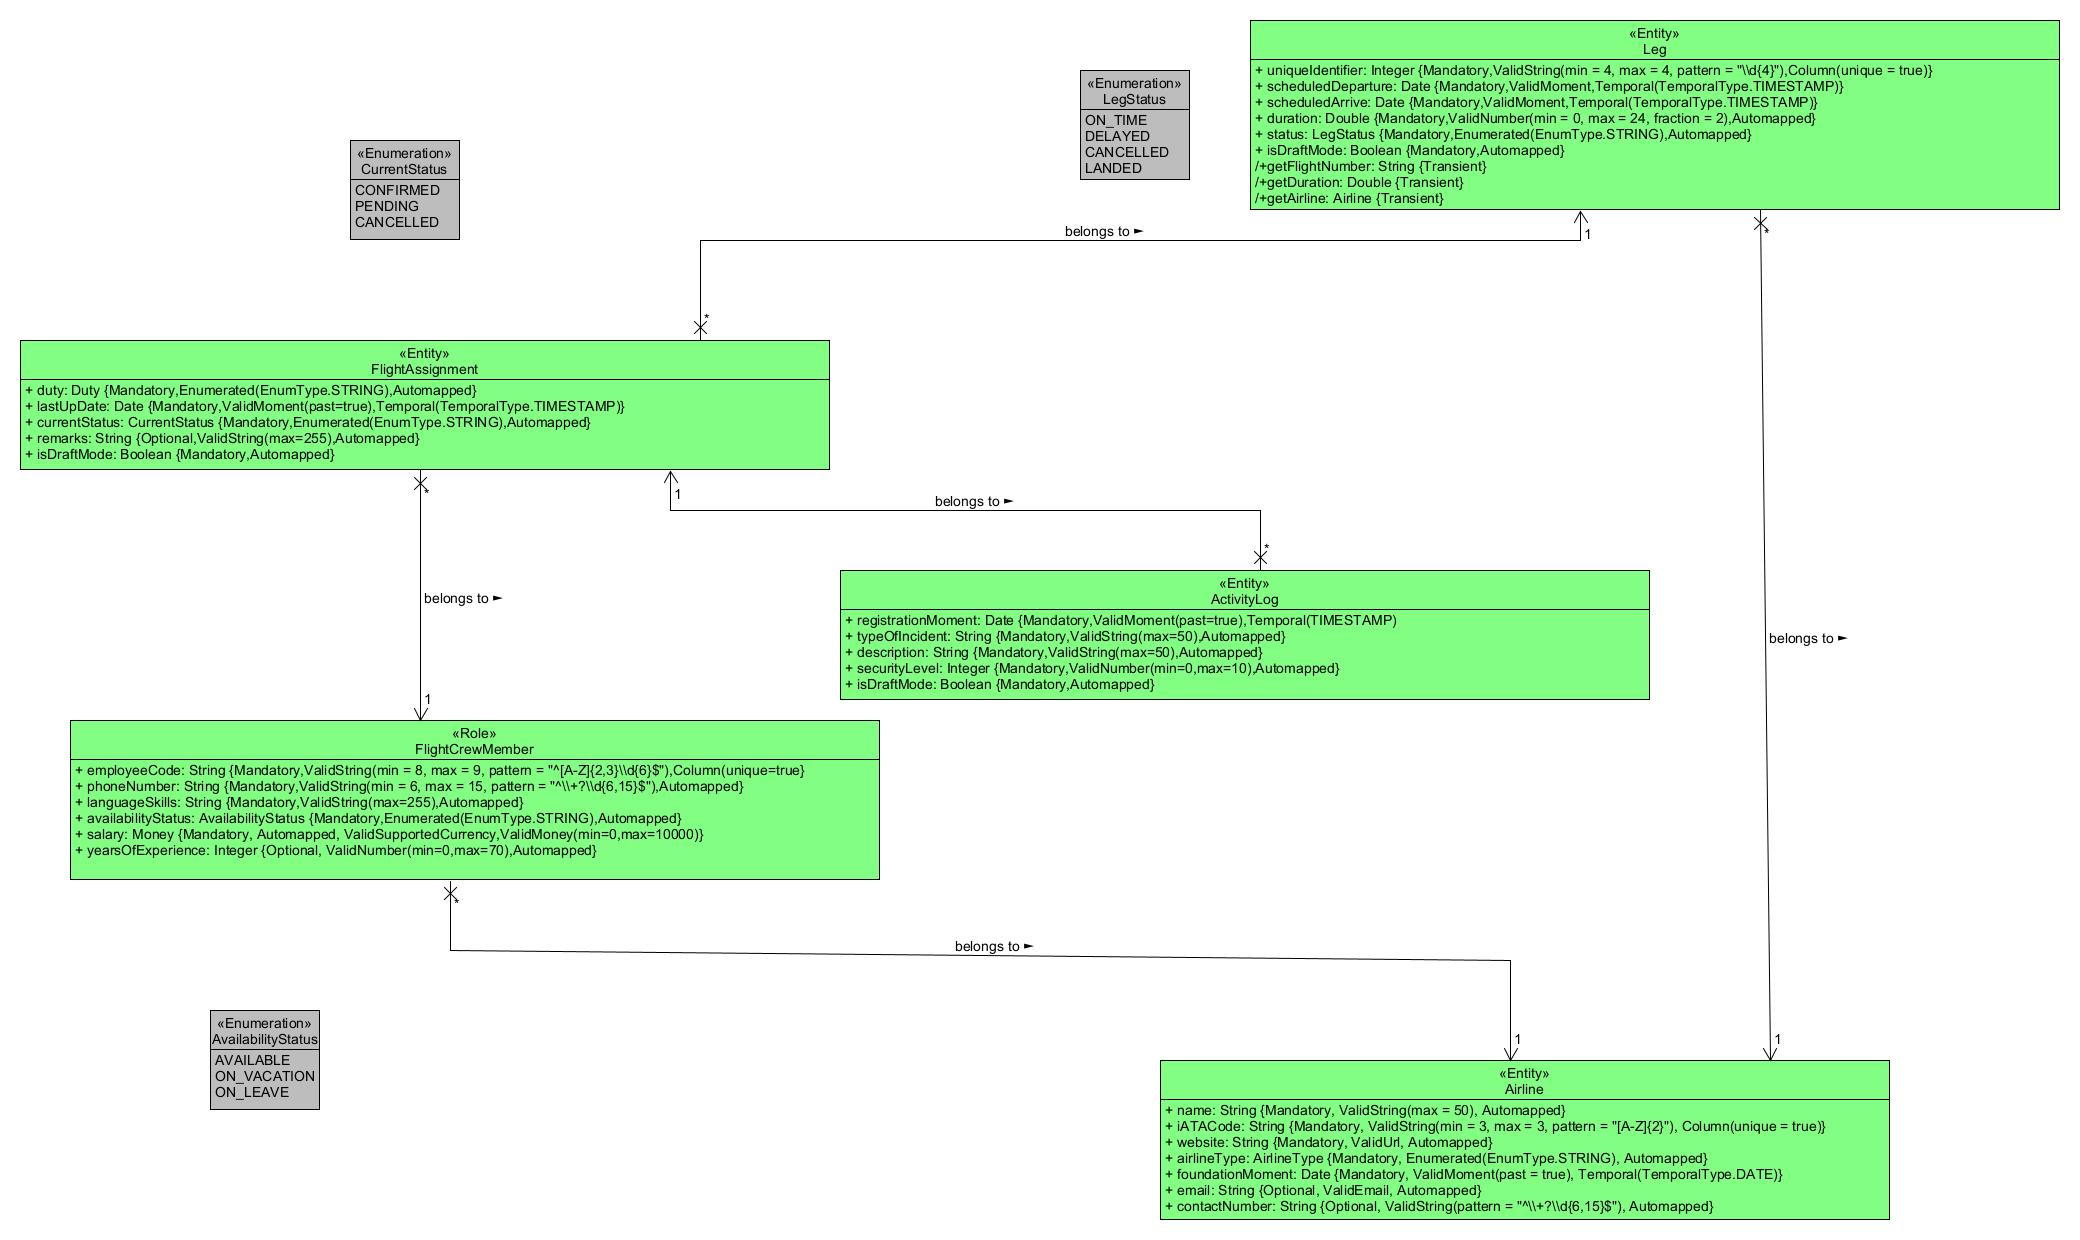 «Entity»
Leg
+ uniqueIdentifier: Integer {Mandatory,ValidString(min = 4, max = 4, pattern = "\\d{4}"),Column(unique = true)}
+ scheduledDeparture: Date {Mandatory,ValidMoment,Temporal(TemporalType.TIMESTAMP)}
+ scheduledArrive: Date {Mandatory,ValidMoment,Temporal(TemporalType.TIMESTAMP)}
+ duration: Double {Mandatory,ValidNumber(min = 0, max = 24, fraction = 2),Automapped}
+ status: LegStatus {Mandatory,Enumerated(EnumType.STRING),Automapped}
+ isDraftMode: Boolean {Mandatory,Automapped}
/+getFlightNumber: String {Transient}
/+getDuration: Double {Transient}
/+getAirline: Airline {Transient}
«Enumeration»
LegStatus
ON_TIME
DELAYED
CANCELLED
LANDED
«Enumeration»
CurrentStatus
CONFIRMED
PENDING
CANCELLED
belongs to ►
1
*
*
«Entity»
FlightAssignment
+ duty: Duty {Mandatory,Enumerated(EnumType.STRING),Automapped}
+ lastUpDate: Date {Mandatory,ValidMoment(past=true),Temporal(TemporalType.TIMESTAMP)}
+ currentStatus: CurrentStatus {Mandatory,Enumerated(EnumType.STRING),Automapped}
+ remarks: String {Optional,ValidString(max=255),Automapped}
+ isDraftMode: Boolean {Mandatory,Automapped}
*
1
belongs to ►
*
«Entity»
ActivityLog
+ registrationMoment: Date {Mandatory,ValidMoment(past=true),Temporal(TIMESTAMP)
+ typeOfIncident: String {Mandatory,ValidString(max=50),Automapped}
+ description: String {Mandatory,ValidString(max=50),Automapped}
+ securityLevel: Integer {Mandatory,ValidNumber(min=0,max=10),Automapped}
+ isDraftMode: Boolean {Mandatory,Automapped}
belongs to ►
belongs to ►
1
«Role»
FlightCrewMember
+ employeeCode: String {Mandatory,ValidString(min = 8, max = 9, pattern = "^[A-Z]{2,3}\\d{6}$"),Column(unique=true}
+ phoneNumber: String {Mandatory,ValidString(min = 6, max = 15, pattern = "^\\+?\\d{6,15}$"),Automapped}
+ languageSkills: String {Mandatory,ValidString(max=255),Automapped}
+ availabilityStatus: AvailabilityStatus {Mandatory,Enumerated(EnumType.STRING),Automapped}
+ salary: Money {Mandatory, Automapped, ValidSupportedCurrency,ValidMoney(min=0,max=10000)}
+ yearsOfExperience: Integer {Optional, ValidNumber(min=0,max=70),Automapped}
*
belongs to ►
«Enumeration»
AvailabilityStatus
AVAILABLE
ON_VACATION
ON_LEAVE
1
1
«Entity»
Airline
+ name: String {Mandatory, ValidString(max = 50), Automapped}
+ iATACode: String {Mandatory, ValidString(min = 3, max = 3, pattern = "[A-Z]{2}"), Column(unique = true)}
+ website: String {Mandatory, ValidUrl, Automapped}
+ airlineType: AirlineType {Mandatory, Enumerated(EnumType.STRING), Automapped}
+ foundationMoment: Date {Mandatory, ValidMoment(past = true), Temporal(TemporalType.DATE)}
+ email: String {Optional, ValidEmail, Automapped}
+ contactNumber: String {Optional, ValidString(pattern = "^\\+?\\d{6,15}$"), Automapped}